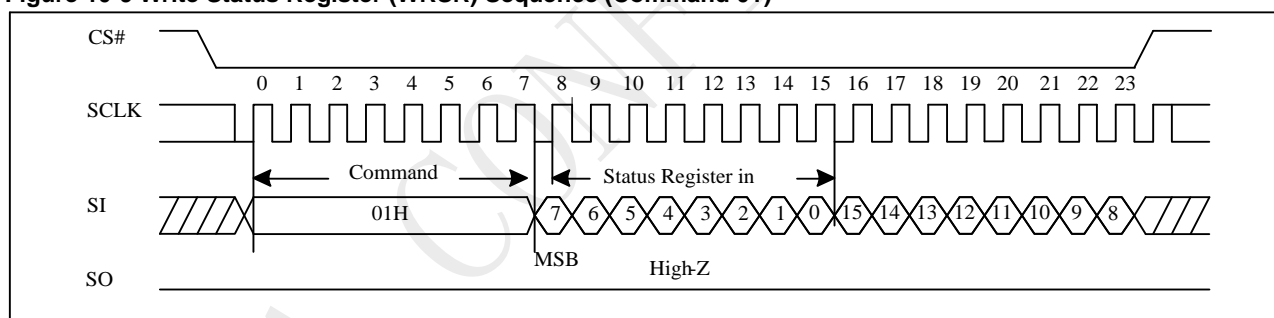 Figure 10-6 Write Status Register (WRSR) Sequence (Command 01)
CS#
0 1 2 3 4 5 6 7 8 9 10 11 12 13 14 15 16 17 18 19 20 21 22 23
SCLK
Command
Status Register in
SI
01H
7 6 5 4 3 2 1 0 15 14 13 12 11 10 9 8
MSB
High-Z
SO
CONF